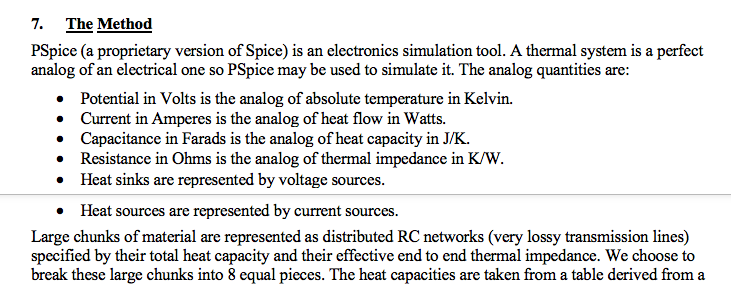 7. The Method
PSpice (a proprietary version of Spice) is an electronics simulation tool. A thermal system is a perfect
analog of an electrical one so PSpice may be used to simulate it. The analog quantities are:
• Potential in Volts is the analog of absolute temperature in Kelvin.
• Current in Amperes is the analog of heat flow in Watts.
• Capacitance in Farads is the analog of heat capacity in J/K.
• Resistance in Ohms is the analog of thermal impedance in K/W.
• Heat sinks are represented by voltage sources.
• Heat sources are represented by current sources.
Large chunks of material are represented as distributed RC networks (very lossy transmission lines)
specified by their total heat capacity and their effective end to end thermal impedance. We choose to
break these large chunks into 8 equal pieces. The heat capacities are taken from a table derived from a